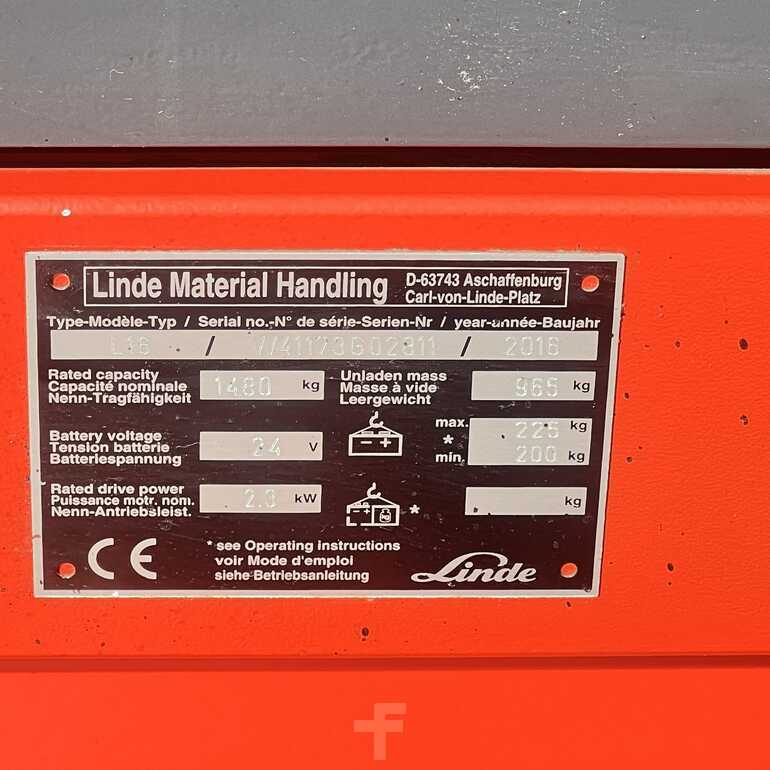 Linde Material Handling
D-63743 Aschaffenburg
Carl-von-Linde-Platz
Type-Modèle-Typ / Serial no.-N° de série-Serien-Nr / year-année-Baujahr
L16 / / 2016
Rated capacity
Capacité nominale
Nenn-Tragfähigkeit
1480 kg
Unladen mass
Masse à vide
Leergewicht
965 kg
Battery voltage
Tension batterie
Batteriespannung
24 V
max. 225 kg
*
min. 200 kg
Rated drive power
Puissance motr. nom.
Nenn-Antriebsleist.
2.3 kW
*
kg
CE
* see Operating instructions
voir Mode d'emploi
siehe Betriebsanleitung
Linde